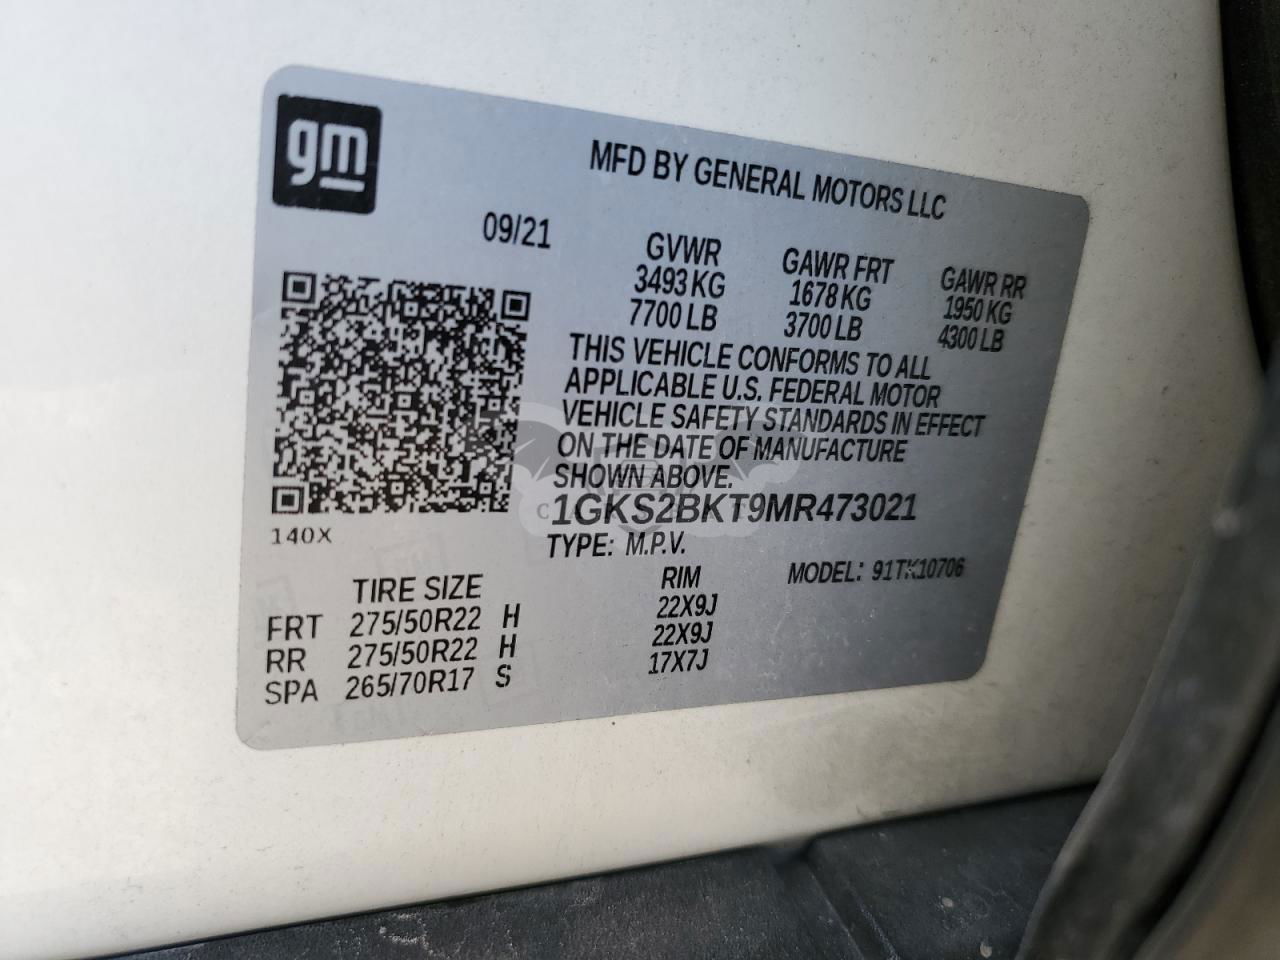 gm
MFD BY GENERAL MOTORS LLC
09/21
GVWR GAWR FRT GAWR RR
3493 KG 1678 KG 1950 KG
7700 LB 3700 LB 4300 LB
THIS VEHICLE CONFORMS TO ALL
APPLICABLE U.S. FEDERAL MOTOR
VEHICLE SAFETY STANDARDS IN EFFECT
ON THE DATE OF MANUFACTURE
SHOWN ABOVE.
1GKS2BKT9MR473021
140X
TYPE: M.P.V. MODEL: 91TK10706
TIRE SIZE RIM
FRT 275/50R22 H 22X9J
RR 275/50R22 H 22X9J
SPA 265/70R17 S 17X7J